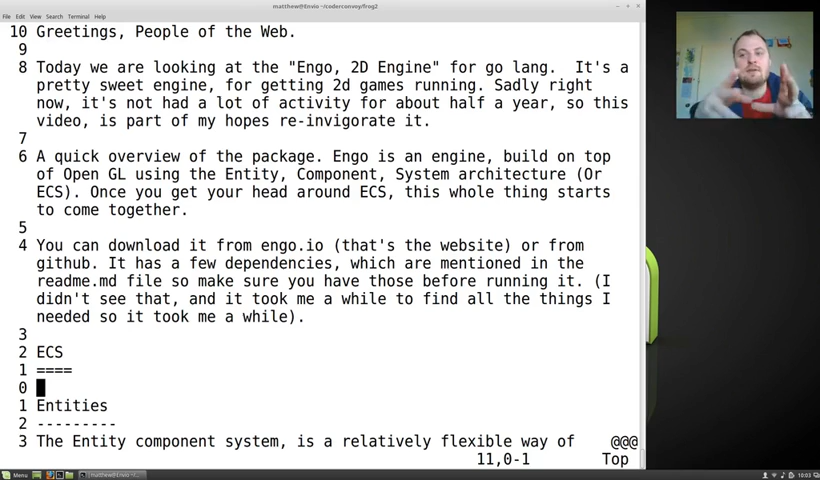 matthew@Envio ~/coderconvey/frog2
File Edit View Search Terminal Help
10 Greetings, People of the Web.
9
8 Today we are looking at the "Engo, 2D Engine" for go lang.  It's a
pretty sweet engine, for getting 2d games running. Sadly right
now, it's not had a lot of activity for about half a year, so this
video, is part of my hopes re-invigorate it.
7
6 A quick overview of the package. Engo is an engine, build on top
of Open GL using the Entity, Component, System architecture (Or
ECS). Once you get your head around ECS, this whole thing starts
to come together.
5
4 You can download it from engo.io (that's the website) or from
github. It has a few dependencies, which are mentioned in the
readme.md file so make sure you have those before running it. (I
didn't see that, and it took me a while to find all the things I
needed so it took me a while).
3
2 ECS
1 ====
0
1 Entities
2 ---------
3 The Entity component system, is a relatively flexible way of @@@
11,0-1 Top
Menu
matthew@Envio ~/c...
10:03